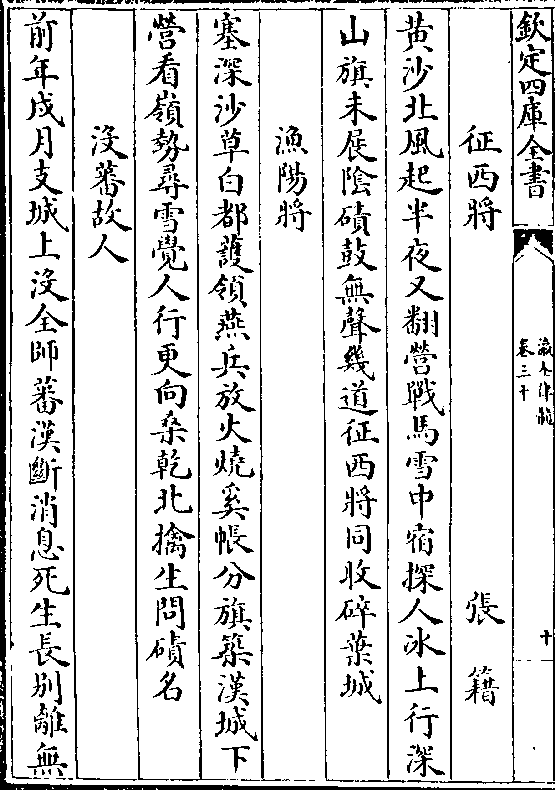 欽定四庫全書
瀛奎律髓
卷三十
十
征西將　張籍
黄沙北風起半夜又翻營戰馬雪中宿探人冰上行深
山旗未展隂磧鼓無聲幾道征西將同收碎葉城
漁陽將
塞深沙草白都䕶領燕兵放火燒奚帳分旗築漢城下
營看嶺勢尋雪覺人行更向桑乾北擒生問磧名
沒蕃故人
前年戍月支城上沒全師蕃漢斷消息死生長别離無